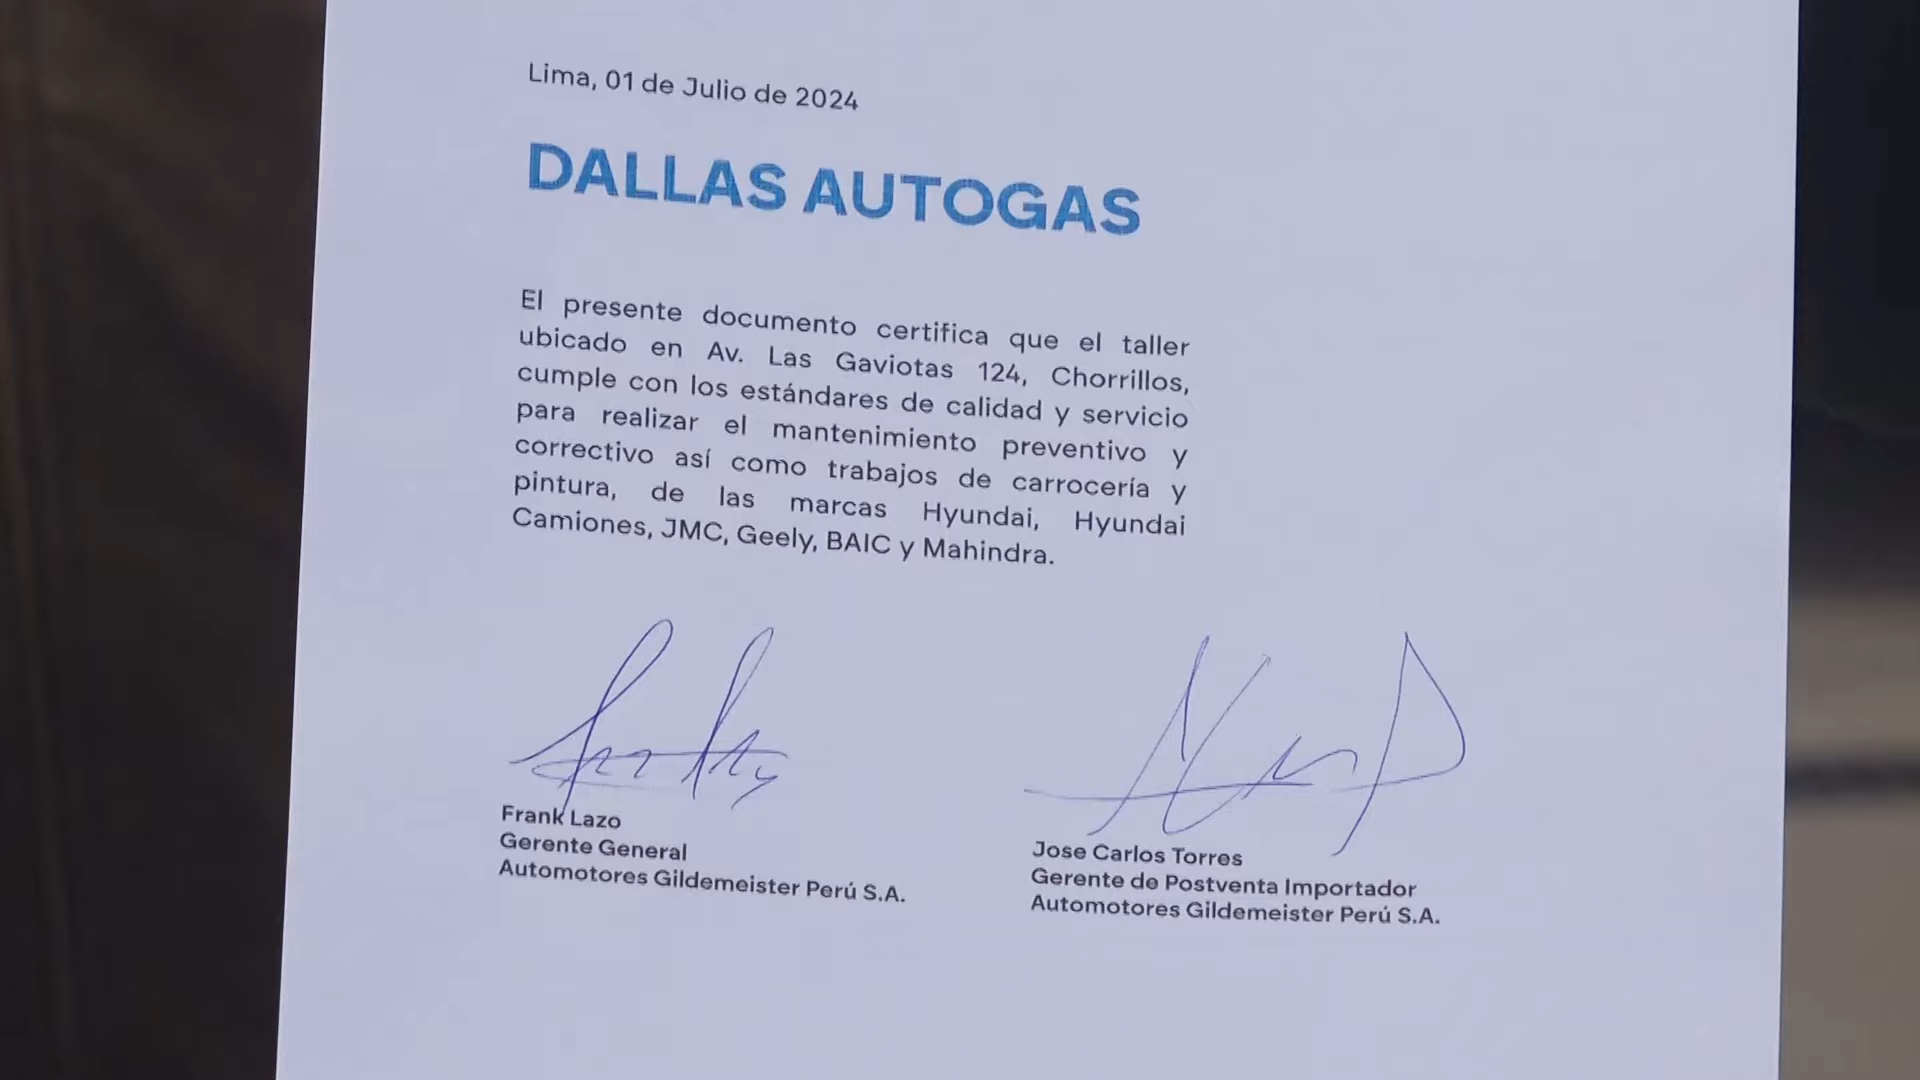 Lima, 01 de Julio de 2024
DALLAS AUTOGAS
El presente documento certifica que el taller
ubicado en Av. Las Gaviotas 124, Chorrillos,
cumple con los estándares de calidad y servicio
para realizar el mantenimiento preventivo y
correctivo así como trabajos de carrocería y
pintura, de las marcas Hyundai, Hyundai
Camiones, JMC, Geely, BAIC y Mahindra.
Frank Lazo
Gerente General
Automotores Gildemeister Perú S.A.
Jose Carlos Torres
Gerente de Postventa Importador
Automotores Gildemeister Perú S.A.